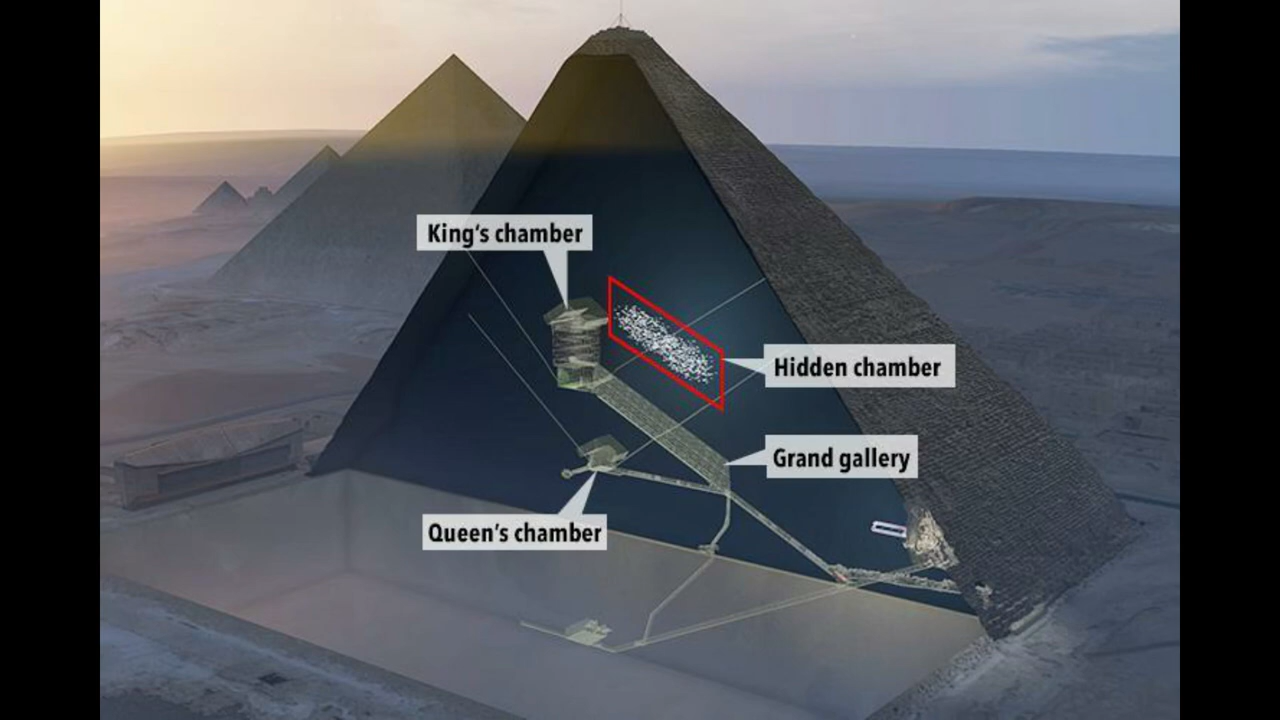 King's chamber
Hidden chamber
Grand gallery
Queen's chamber